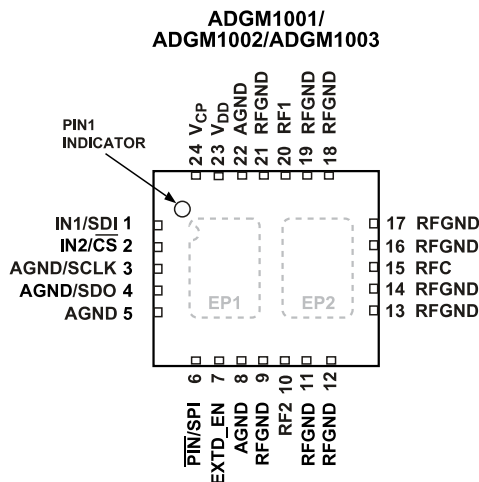 ADGM1001/
ADGM1002/ADGM1003
PIN1
INDICATOR
24 VCP
23 VDD
22 AGND
21 RFGND
20 RF1
19 RFGND
18 RFGND
IN1/SDI 1
IN2/CS 2
AGND/SCLK 3
AGND/SDO 4
AGND 5
17 RFGND
16 RFGND
15 RFC
14 RFGND
13 RFGND
EP1
EP2
PIN/SPI 6
EXTD_EN 7
AGND 8
RFGND 9
RF2 10
RFGND 11
RFGND 12